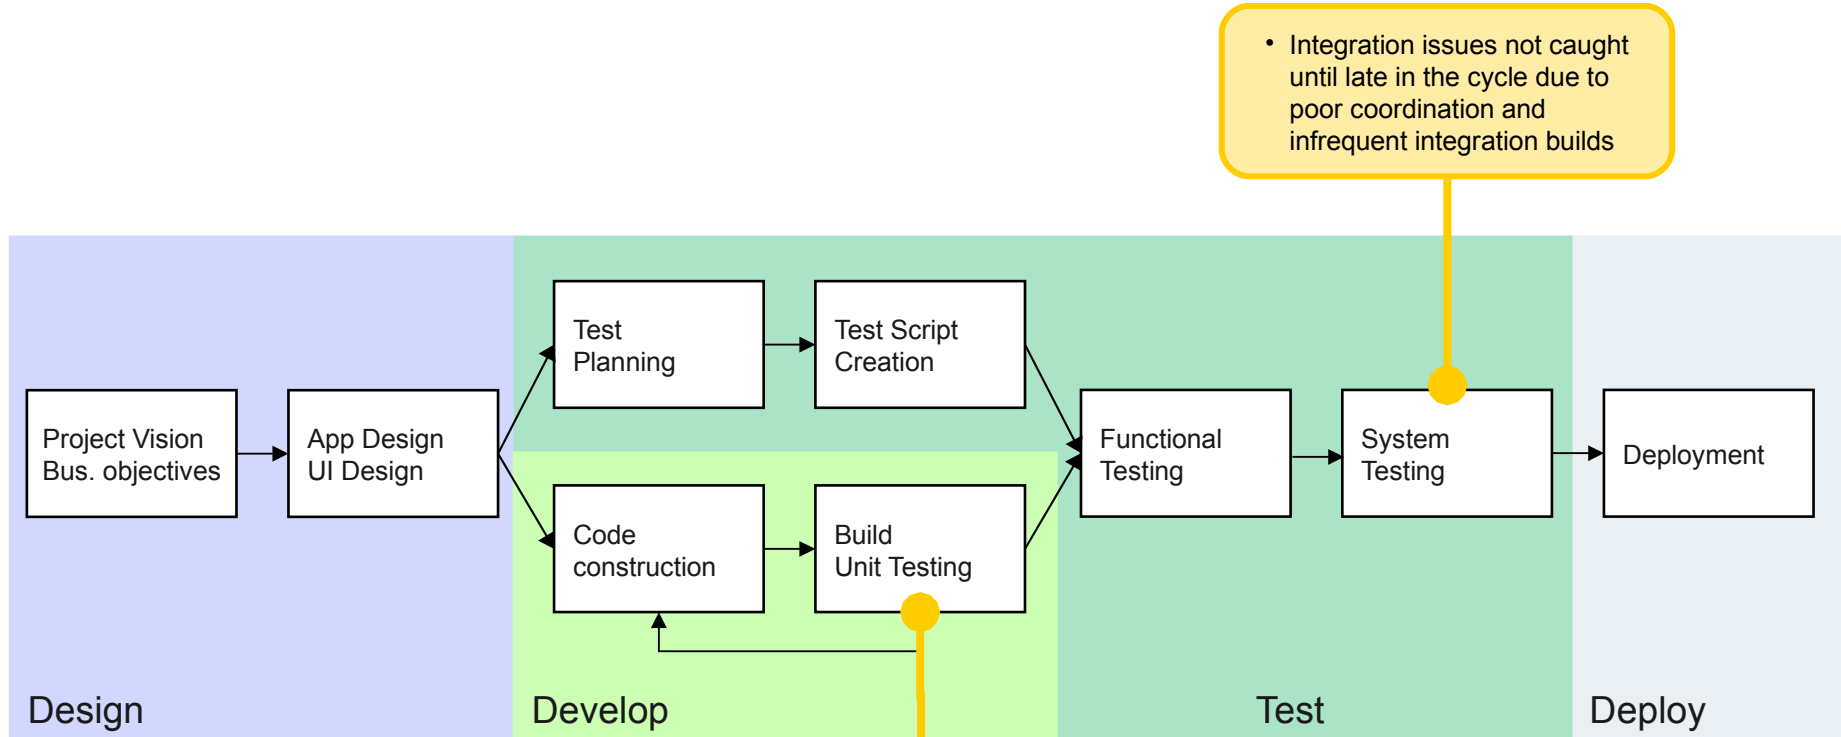 • Integration issues not caught
until late in the cycle due to
poor coordination and
infrequent integration builds
Project Vision
Bus. objectives
App Design
UI Design
Test
Planning
Test Script
Creation
Code
construction
Build
Unit Testing
Functional
Testing
System
Testing
Deployment
Design
Develop
Test
Deploy